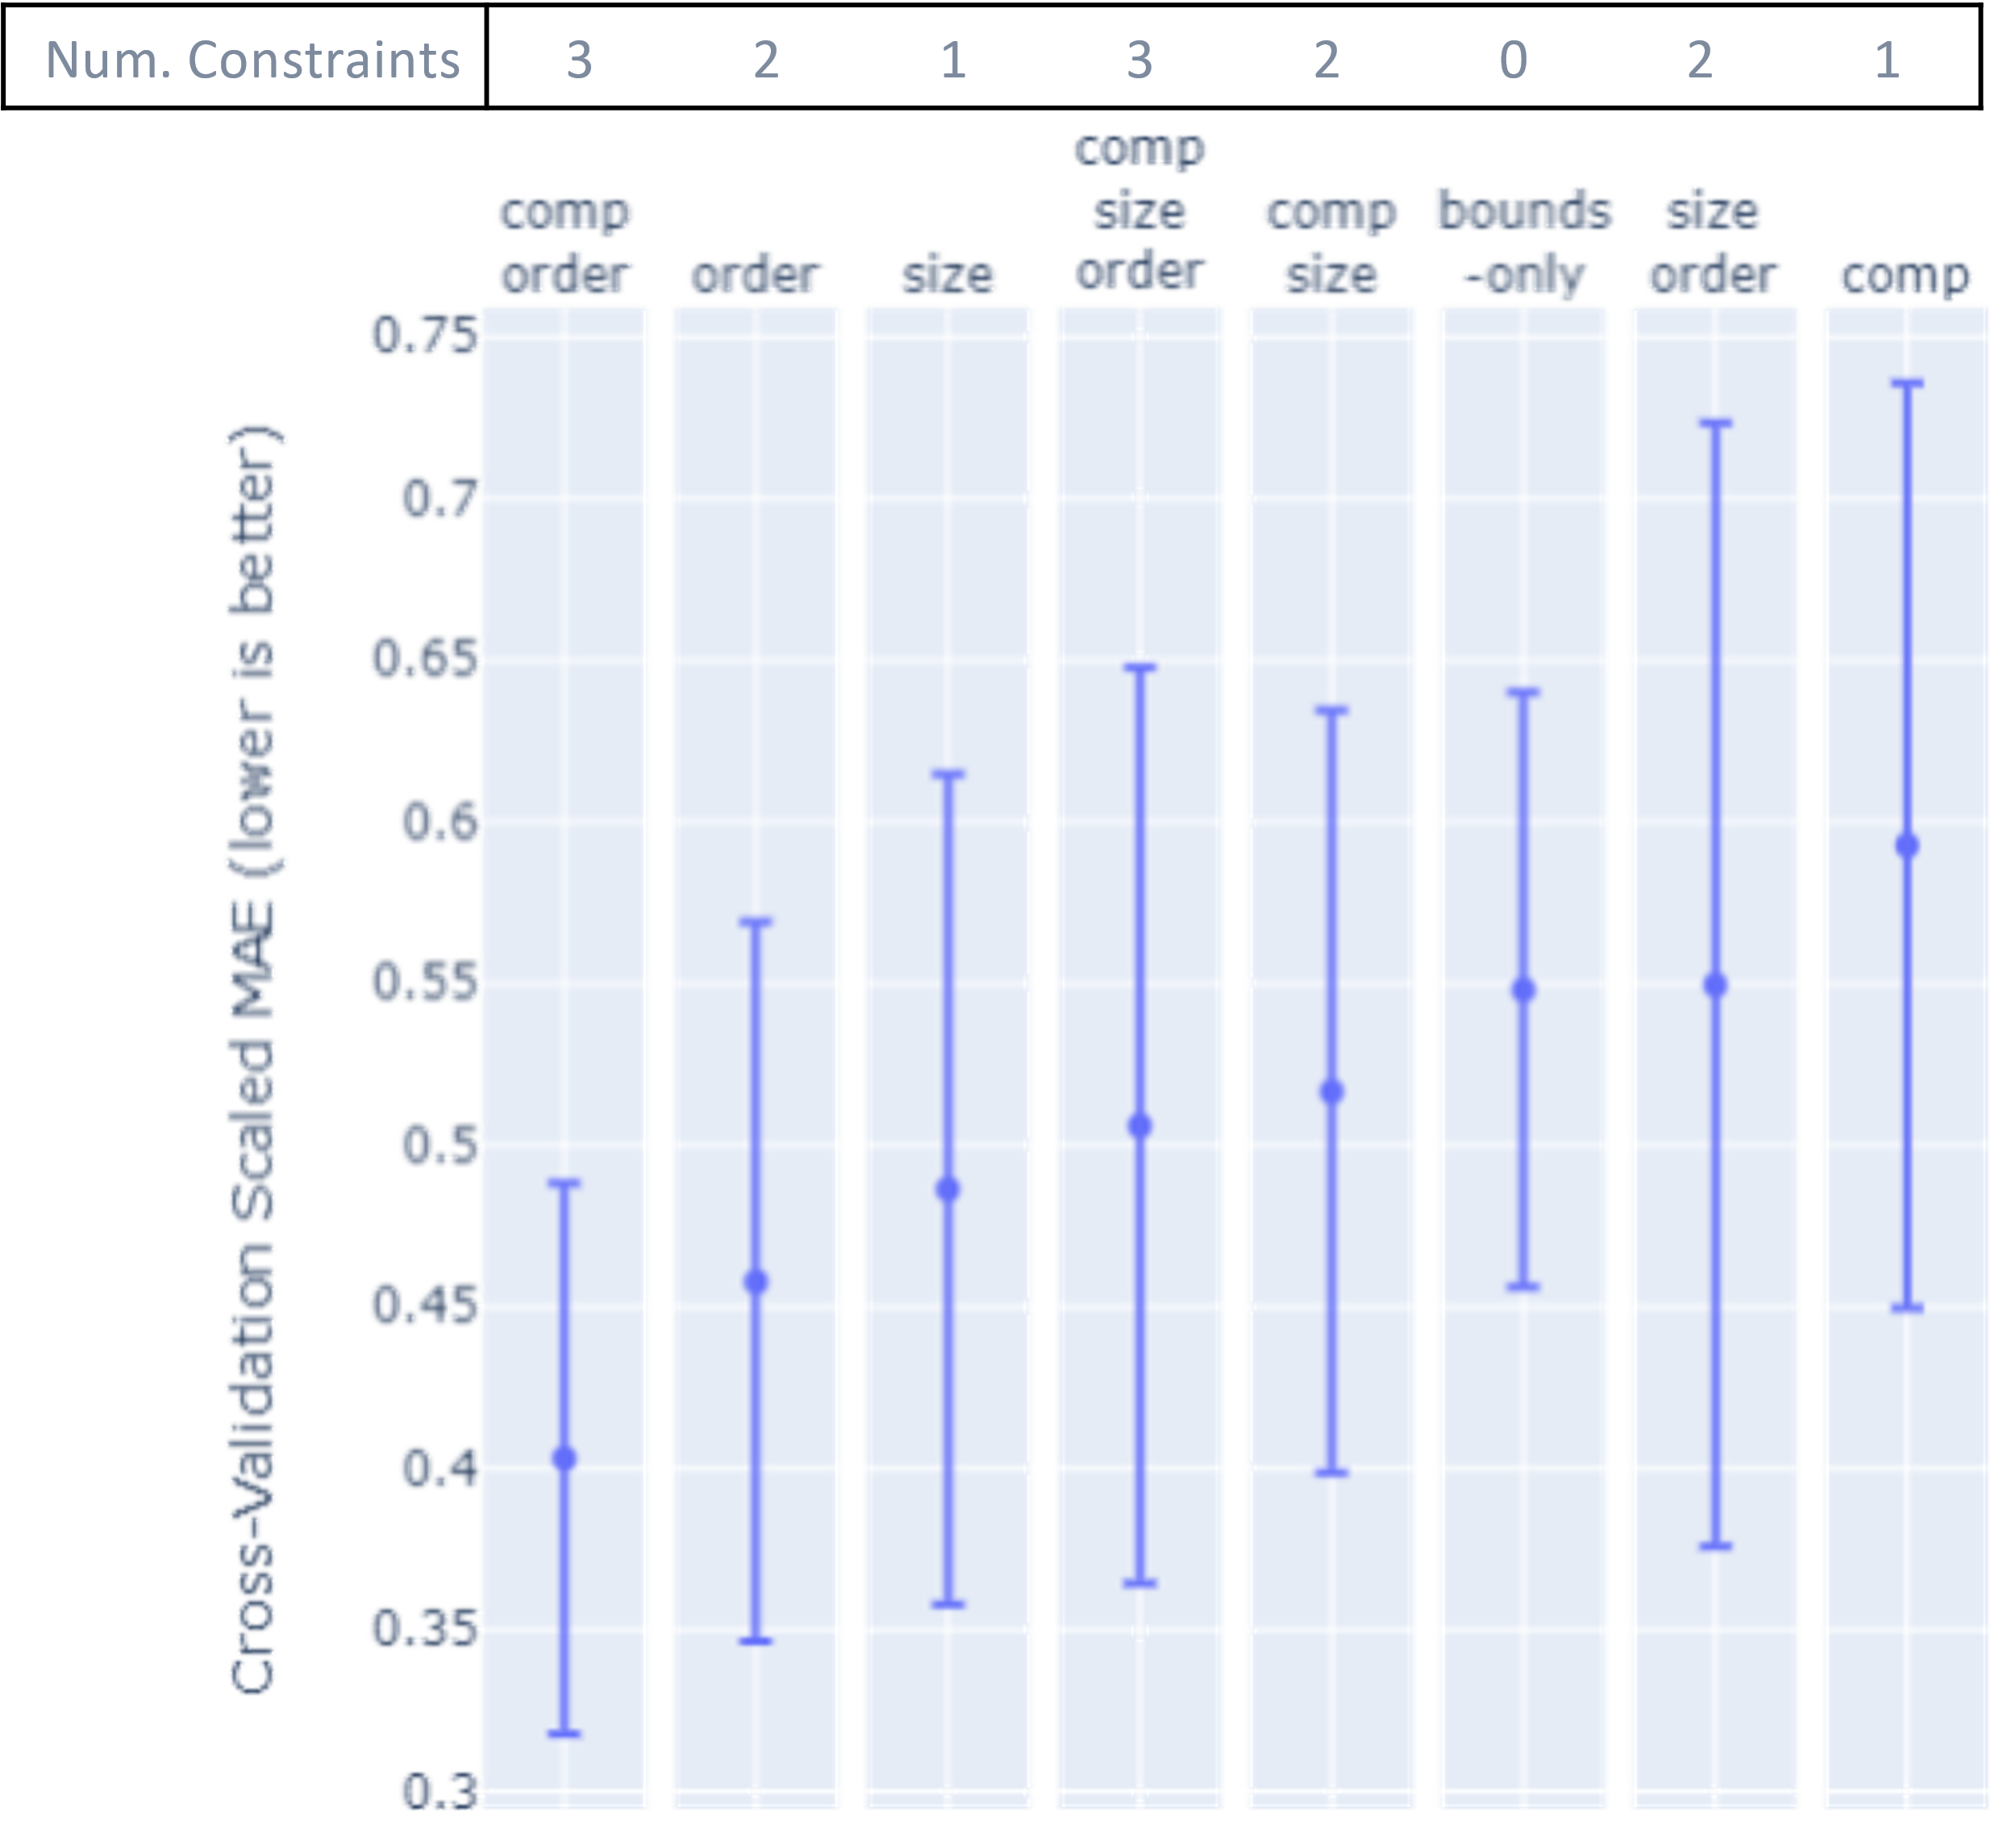 Num. Constraints 3 2 1 3 2 0 2 1
comp
comp size comp bounds size
order order size order size -only order comp
0.75
0.7
0.65
0.6
0.55
0.5
0.45
0.4
0.35
0.3
Cross-Validation Scaled MAE (lower is better)